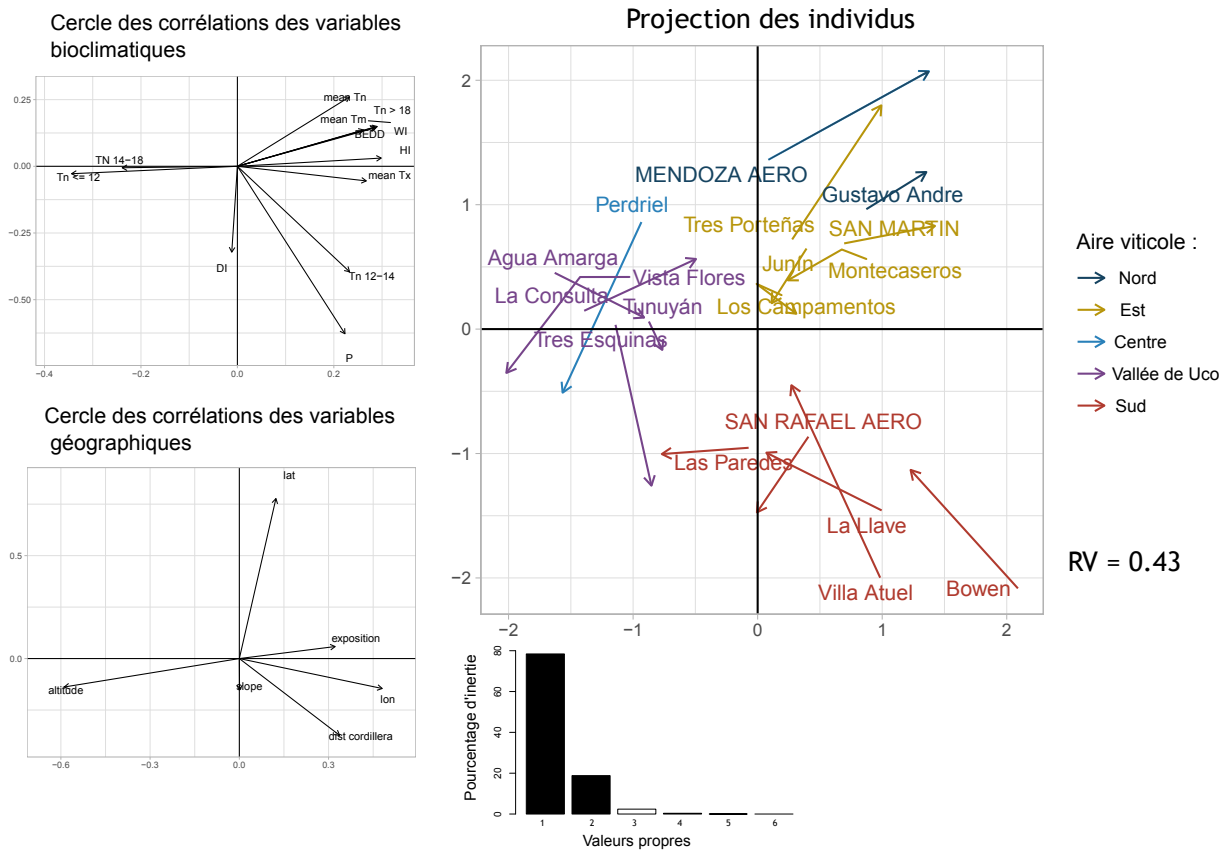 Cercle des corrélations des variables
bioclimatiques
0.25
0.00
−0.25
−0.50
−0.4
−0.2
0.0
0.2
mean Tn
Tn > 18
mean Tm
WI
BEDD
HI
TN 14−18
Tn <= 12
mean Tx
DI
Tn 12−14
P
Cercle des corrélations des variables
géographiques
0.5
0.0
−0.6
−0.3
0.0
0.3
lat
exposition
altitude
slope
lon
dist cordillera
Projection des individus
2
1
0
−1
−2
−2
−1
0
1
2
MENDOZA AERO
Gustavo Andre
Perdriel
Tres Porteñas
SAN MARTIN
Agua Amarga
Vista Flores
Junín
Montecaseros
La Consulta
Tunuyán
Los Campamentos
Tres Esquinas
SAN RAFAEL AERO
Las Paredes
La Llave
Villa Atuel
Bowen
Aire viticole :
Nord
Est
Centre
Vallée de Uco
Sud
RV = 0.43
Pourcentage d'inertie
80
60
40
20
0
1
2
3
4
5
6
Valeurs propres